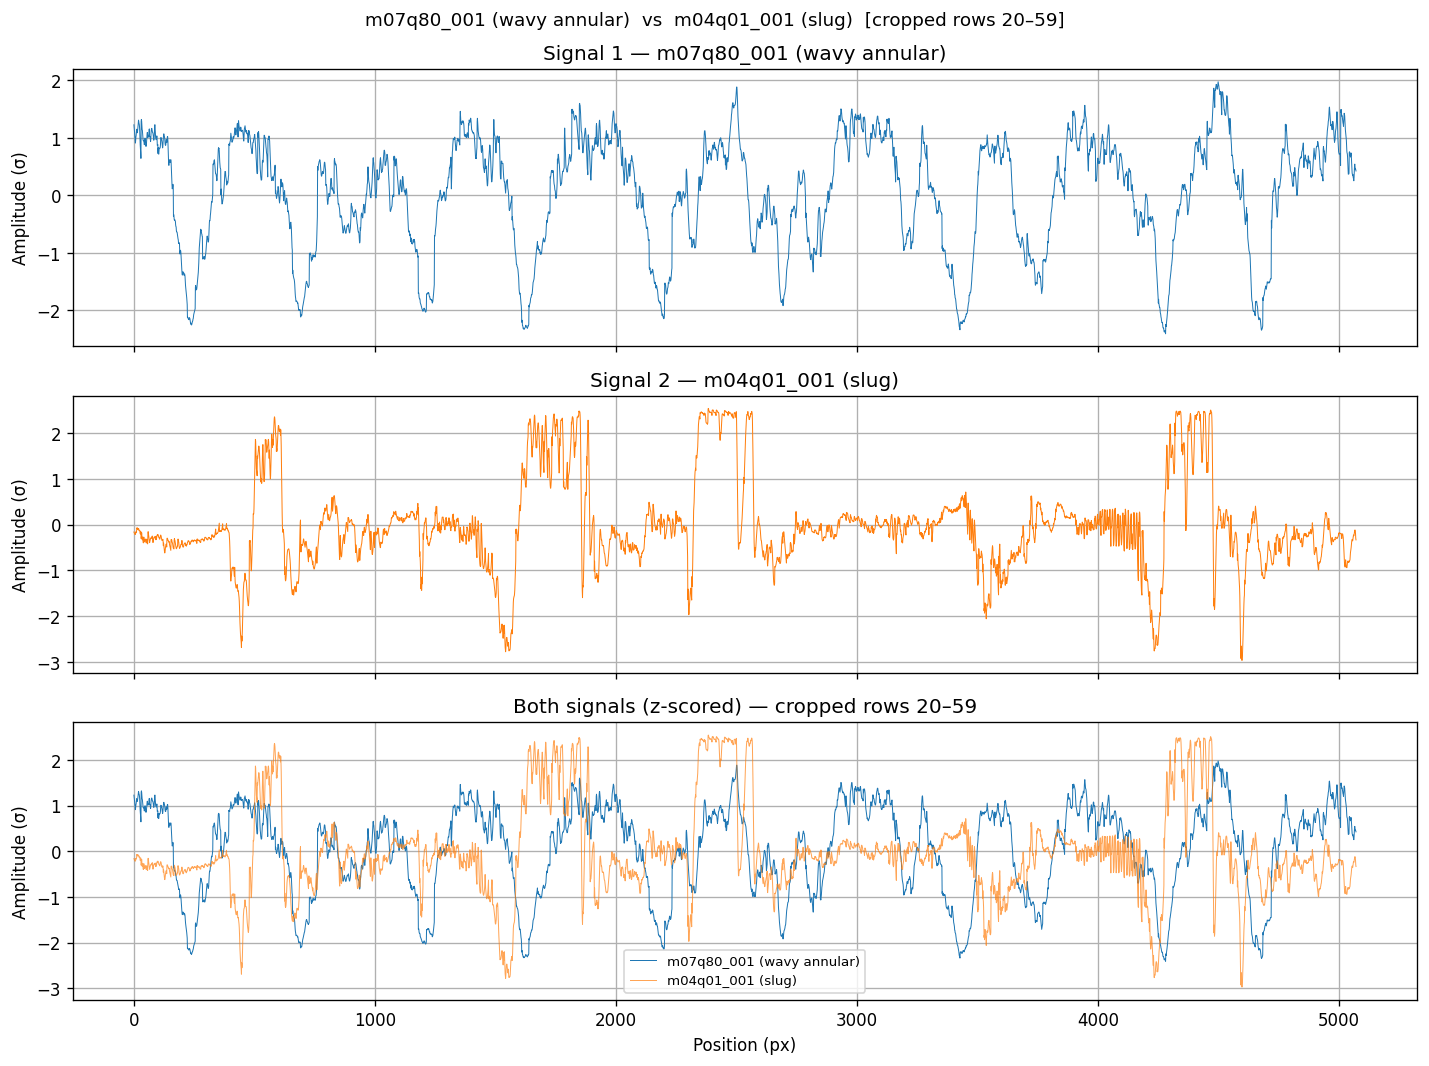 m07q80_001 (wavy annular)  vs  m04q01_001 (slug)  [cropped rows 20–59]
Signal 1 — m07q80_001 (wavy annular)
Amplitude (σ)
2
1
0
−1
−2
Signal 2 — m04q01_001 (slug)
Amplitude (σ)
2
1
0
−1
−2
−3
Both signals (z-scored) — cropped rows 20–59
Amplitude (σ)
2
1
0
−1
−2
−3
m07q80_001 (wavy annular)
m04q01_001 (slug)
0 1000 2000 3000 4000 5000
Position (px)